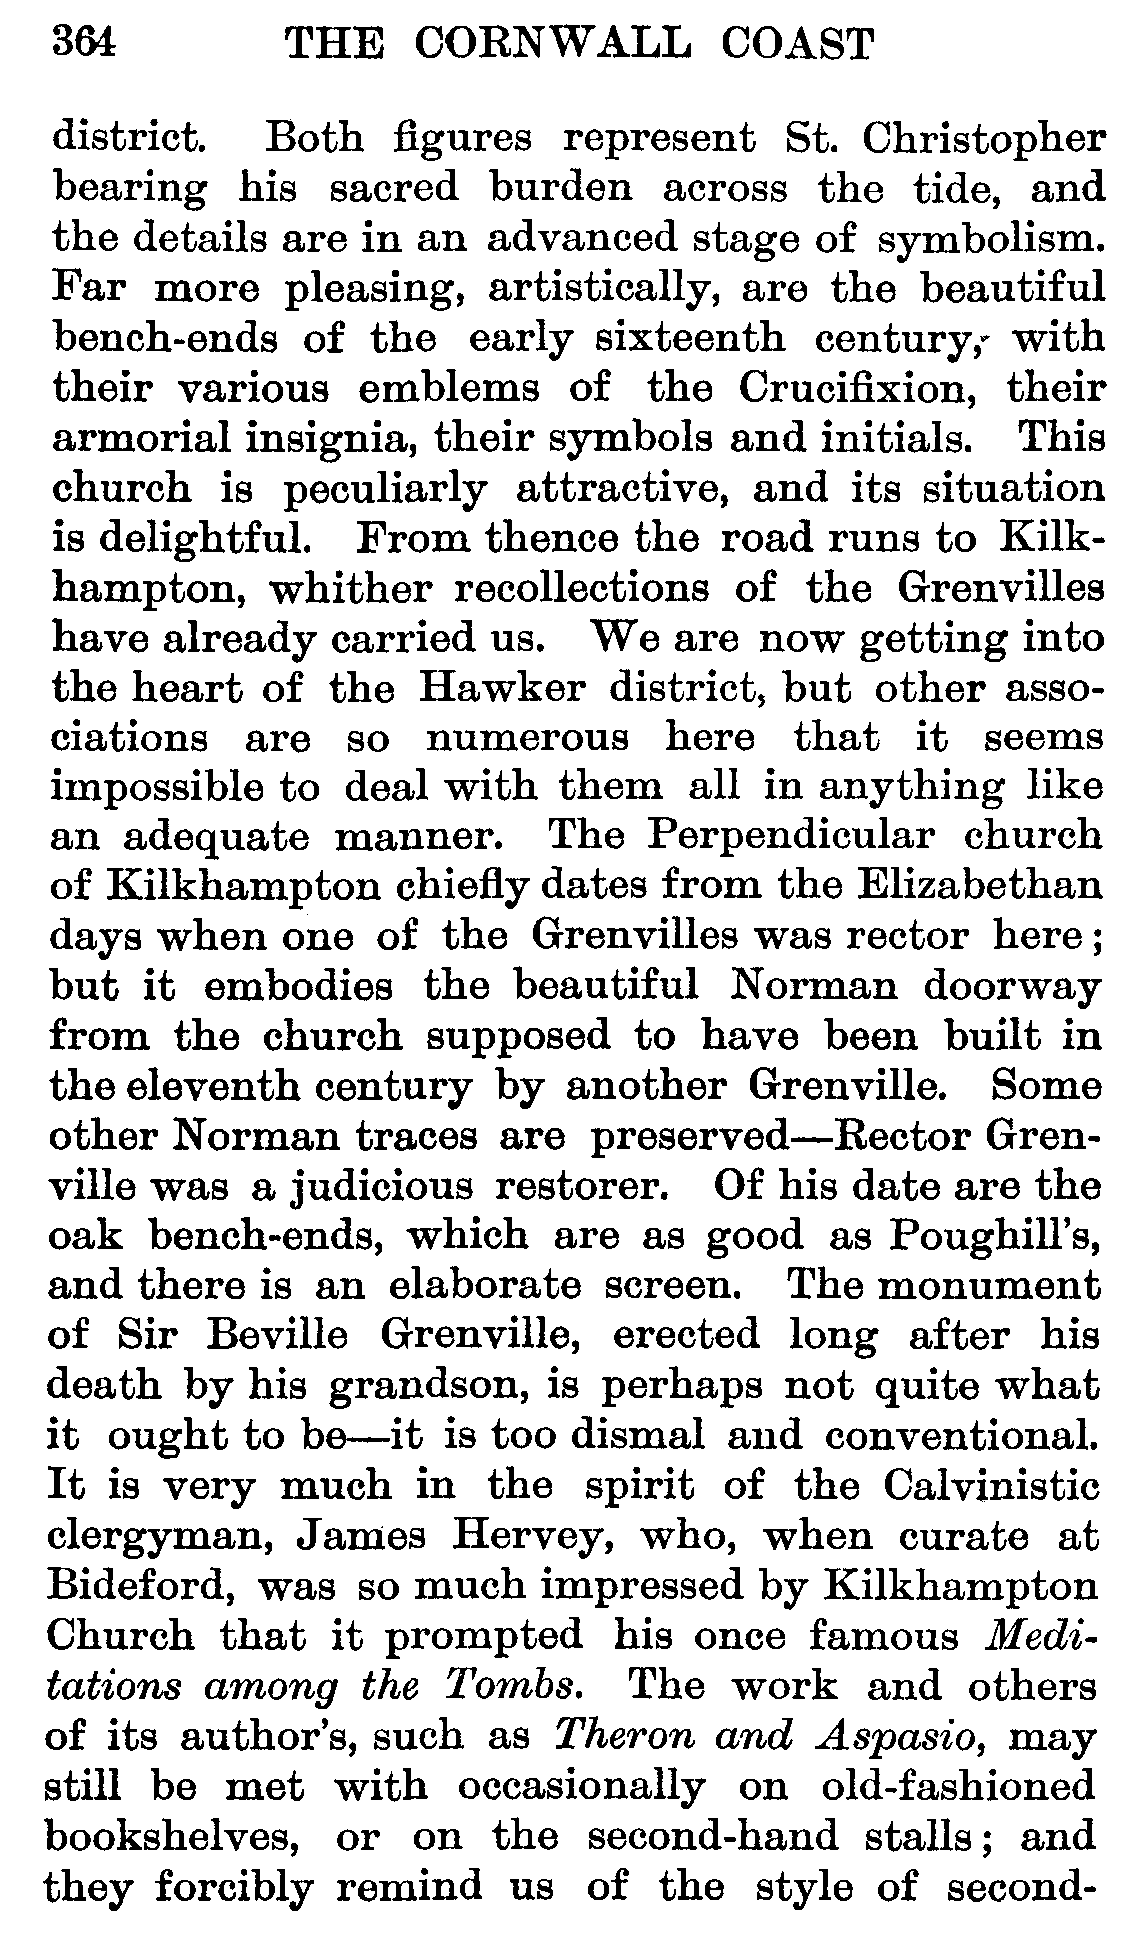 364 THE CORNWALL COAST
district. Both figures represent St. Christopher
bearing his sacred burden across the tide, and
the details are in an advanced stage of symbolism.
Far more pleasing, artistically, are the beautiful
bench-ends of the early sixteenth century, with
their various emblems of the Crucifixion, their
armorial insignia, their symbols and initials. This
church is peculiarly attractive, and its situation
is delightful. From thence the road runs to Kilk-
hampton, whither recollections of the Grenvilles
have already carried us. We are now getting into
the heart of the Hawker district, but other asso-
ciations are so numerous here that it seems
impossible to deal with them all in anything like
an adequate manner. The Perpendicular church
of Kilkhampton chiefly dates from the Elizabethan
days when one of the Grenvilles was rector here;
but it embodies the beautiful Norman doorway
from the church supposed to have been built in
the eleventh century by another Grenville. Some
other Norman traces are preserved—Rector Gren-
ville was a judicious restorer. Of his date are the
oak bench-ends, which are as good as Poughill's,
and there is an elaborate screen. The monument
of Sir Beville Grenville, erected long after his
death by his grandson, is perhaps not quite what
it ought to be—it is too dismal and conventional.
It is very much in the spirit of the Calvinistic
clergyman, James Hervey, who, when curate at
Bideford, was so much impressed by Kilkhampton
Church that it prompted his once famous Medi-
tations among the Tombs. The work and others
of its author's, such as Theron and Aspasio, may
still be met with occasionally on old-fashioned
bookshelves, or on the second-hand stalls; and
they forcibly remind us of the style of second-